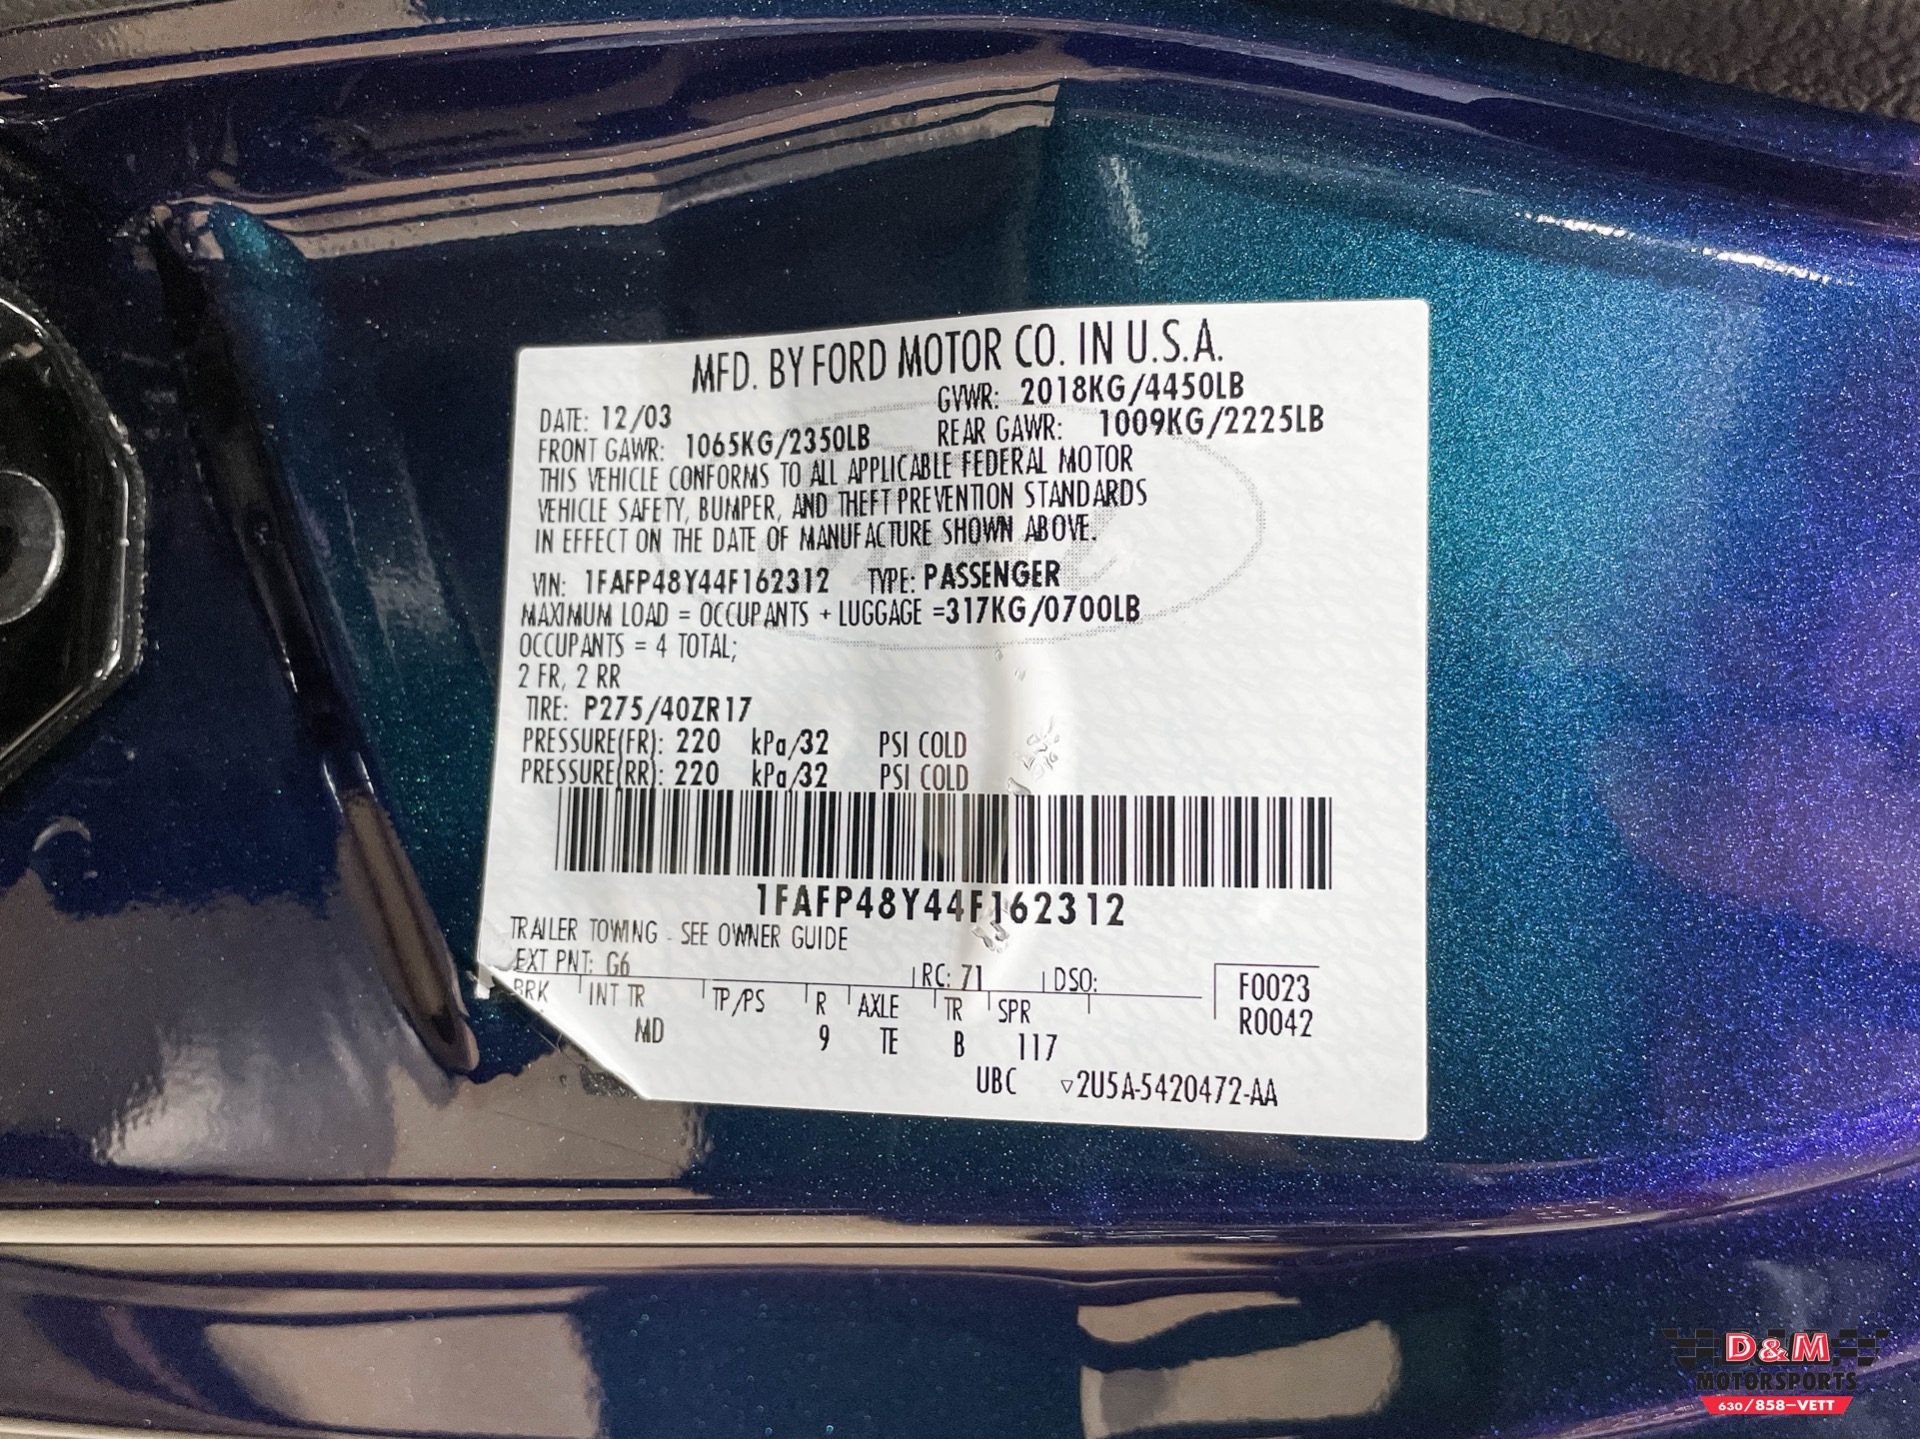 MFD. BY FORD MOTOR CO. IN U.S.A.
DATE: 12/03 GVWR: 2018KG/4450LB
FRONT GAWR: 1065KG/2350LB REAR GAWR: 1009KG/2225LB
THIS VEHICLE CONFORMS TO ALL APPLICABLE FEDERAL MOTOR
VEHICLE SAFETY, BUMPER, AND THEFT PREVENTION STANDARDS
IN EFFECT ON THE DATE OF MANUFACTURE SHOWN ABOVE.
VIN: 1FAFP48Y44F162312 TYPE: PASSENGER
MAXIMUM LOAD = OCCUPANTS + LUGGAGE =317KG/0700LB
OCCUPANTS = 4 TOTAL;
2 FR, 2 RR
TIRE: P275/40ZR17
PRESSURE(FR): 220 kPa/32 PSI COLD
PRESSURE(RR): 220 kPa/32 PSI COLD
1FAFP48Y44F162312
TRAILER TOWING - SEE OWNER GUIDE
EXT PNT: G6 RC: 71 DSO: F0023
BRK INT TR TP/PS R AXLE TR SPR R0042
MD 9 TE B 117
UBC ▽2U5A-5420472-AA
D&M
MOTORSPORTS
630/858-VETT